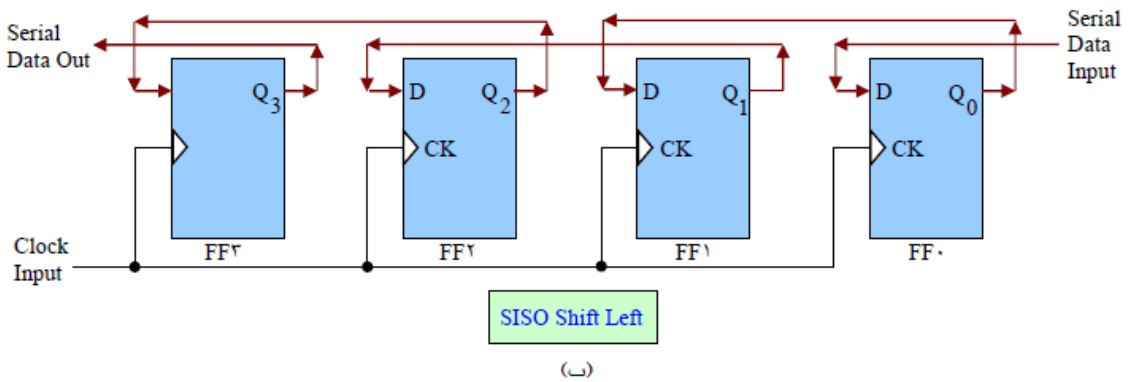 Serial
Data Out
Serial
Data
Input
Q3
D Q2
D Q1
D Q0
CK
CK
CK
Clock
Input
FF۳
FF۲
FF۱
FF۰
SISO Shift Left
(ب)